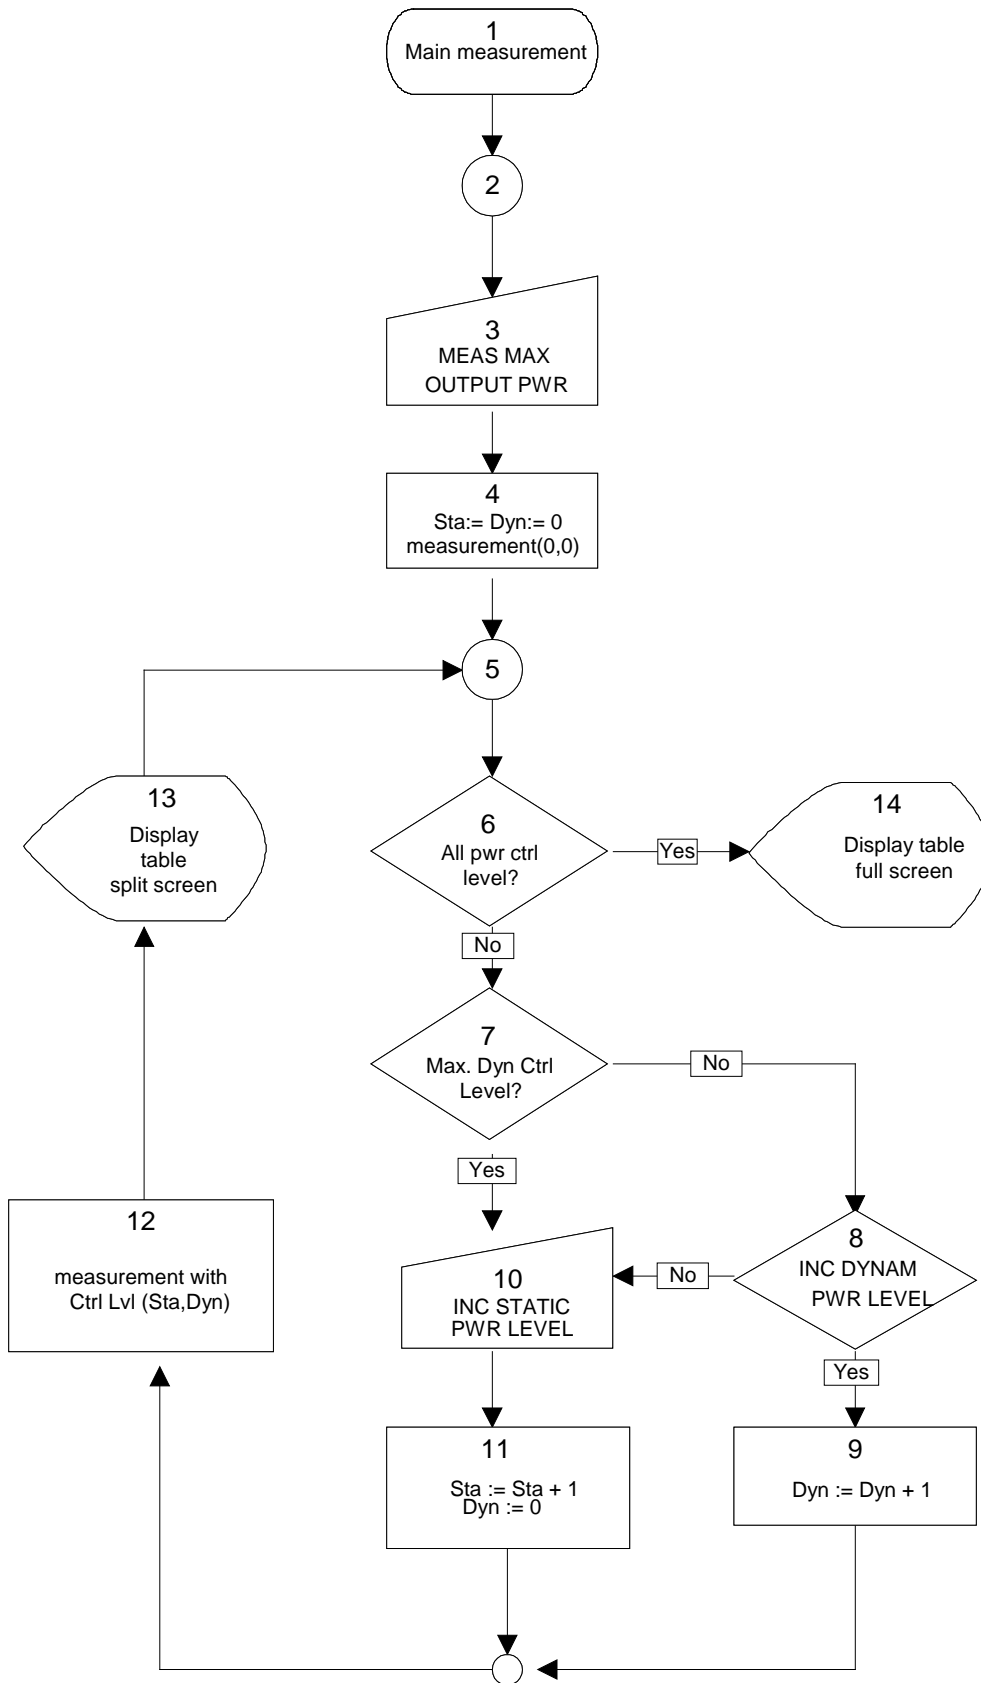 1
Main measurement
2
3
MEAS MAX
OUTPUT PWR
4
Sta:= Dyn:= 0
measurement(0,0)
5
13
Display
table
split screen
6
All pwr ctrl
level?
Yes
14
Display table
full screen
No
7
Max. Dyn Ctrl
Level?
No
Yes
12
measurement with
Ctrl Lvl (Sta,Dyn)
10
INC STATIC
PWR LEVEL
No
8
INC DYNAM
PWR LEVEL
Yes
11
Sta := Sta + 1
Dyn := 0
9
Dyn := Dyn + 1